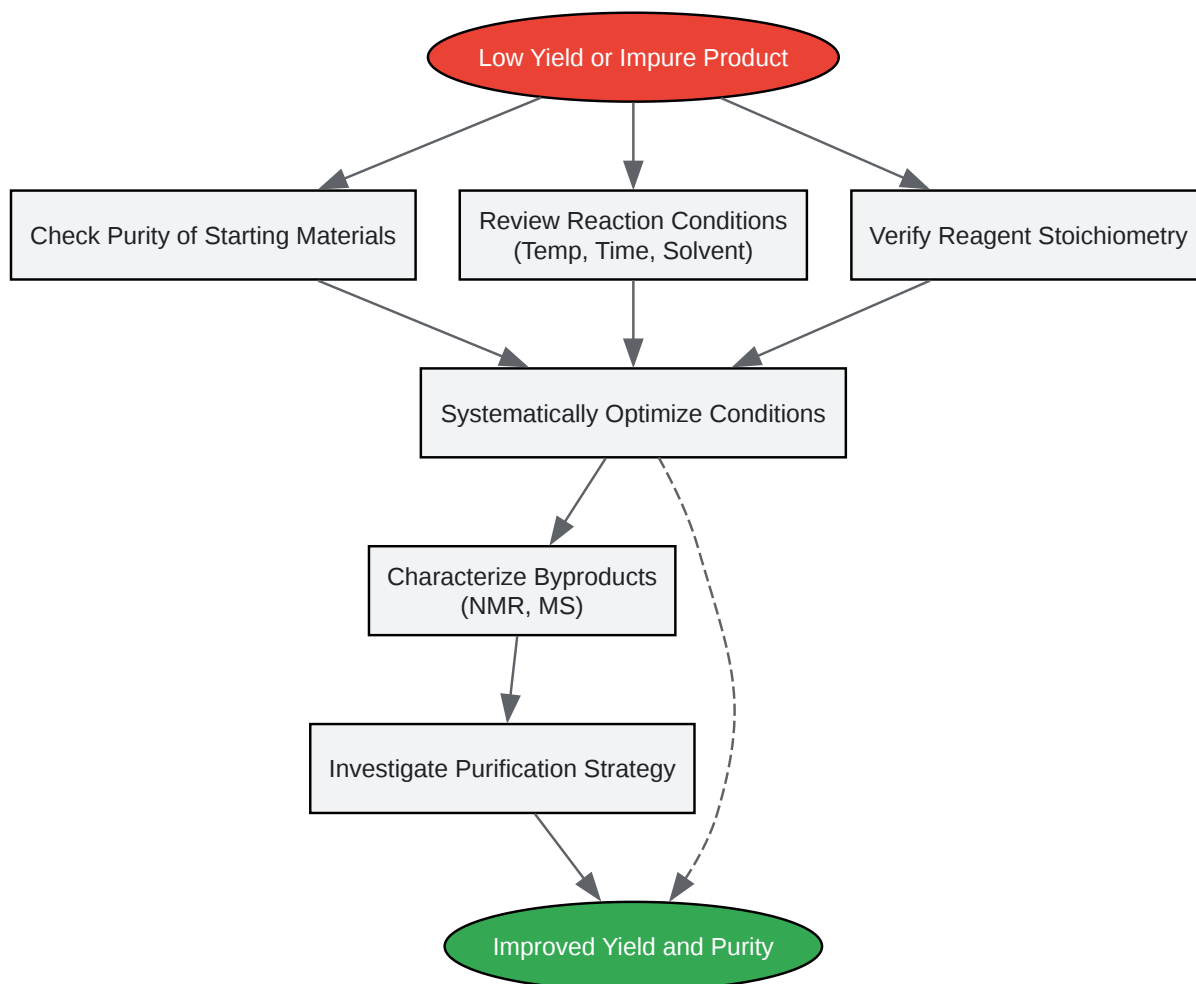 Low Yield or Impure Product
Check Purity of Starting Materials
Review Reaction Conditions
(Temp, Time, Solvent)
Verify Reagent Stoichiometry
Systematically Optimize Conditions
Characterize Byproducts
(NMR, MS)
Investigate Purification Strategy
Improved Yield and Purity